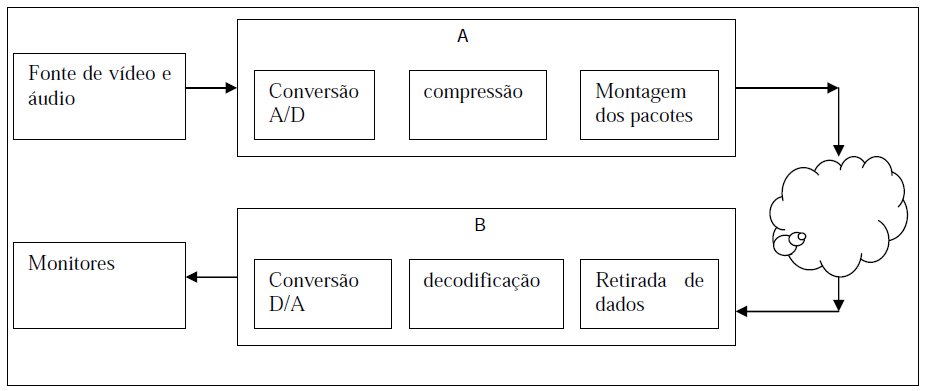 A
Fonte de vídeo e
áudio
Conversão
A/D
compressão
Montagem
dos pacotes
B
Monitores
Conversão
D/A
decodificação
Retirada de
dados